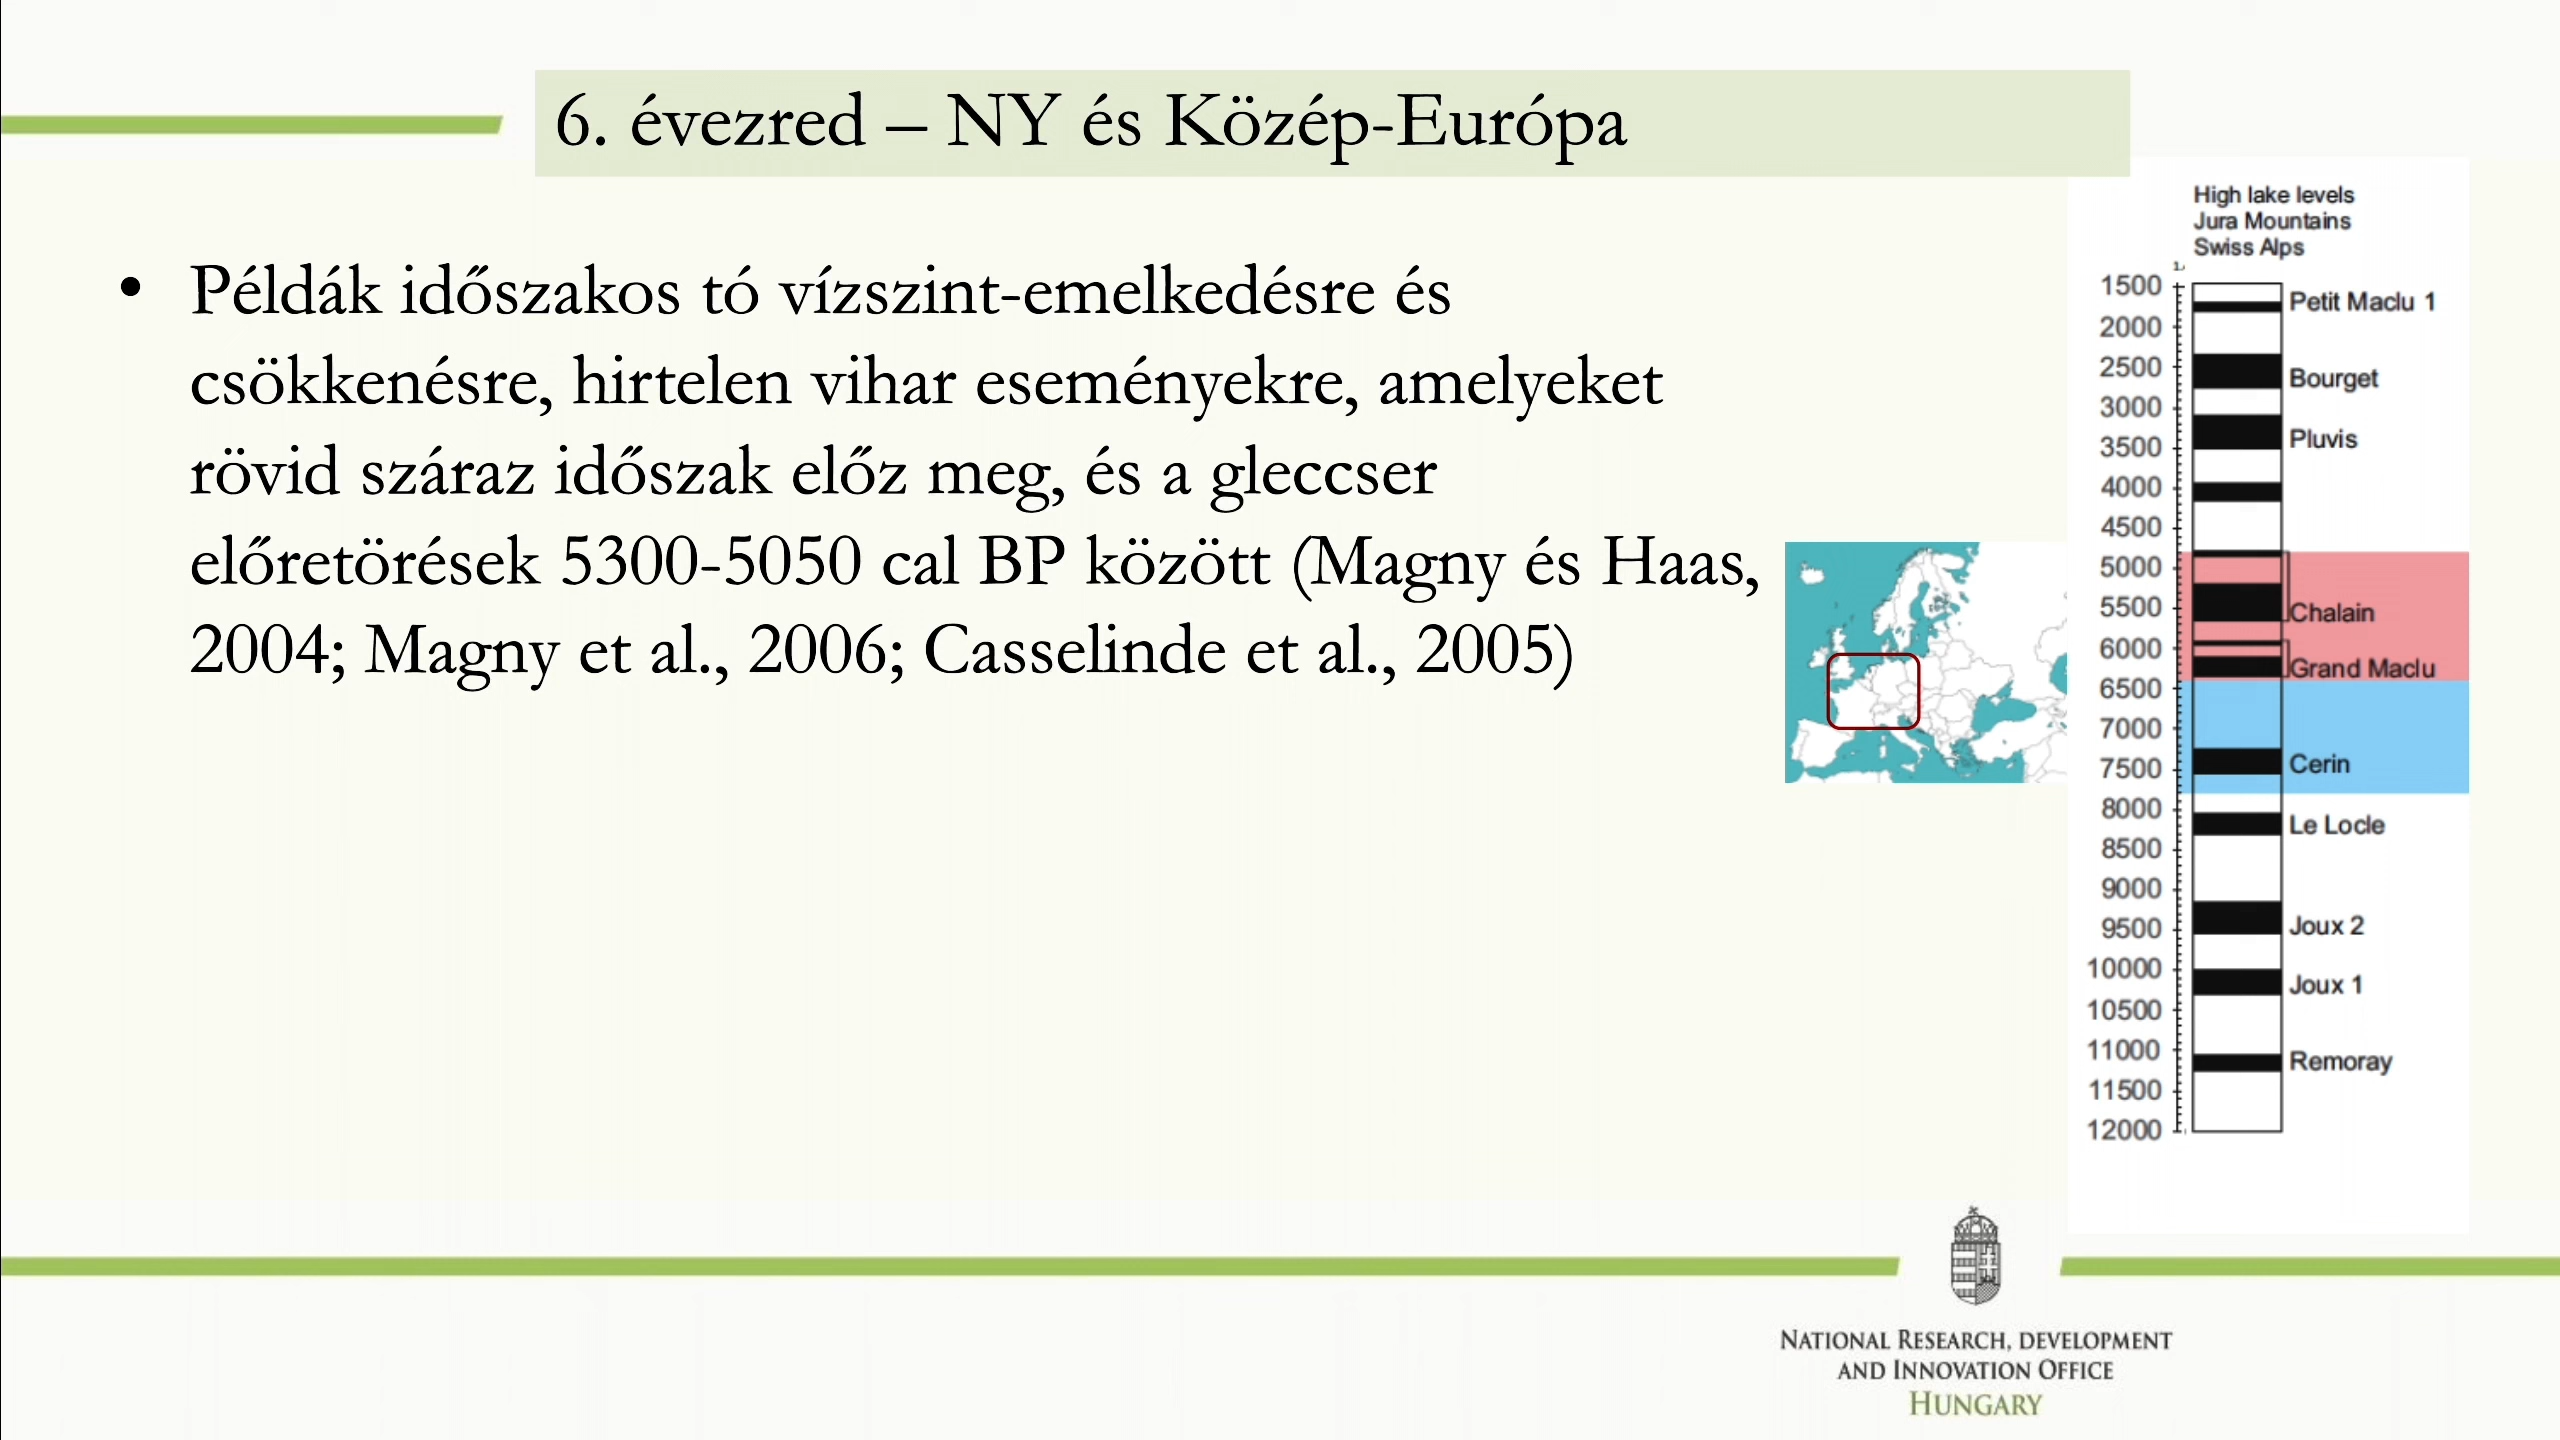 6. évezred – NY és Közép-Európa
• Példák időszakos tó vízszint-emelkedésre és
csökkenésre, hirtelen vihar eseményekre, amelyeket
rövid száraz időszak előz meg, és a gleccser
előretörések 5300-5050 cal BP között (Magny és Haas,
2004; Magny et al., 2006; Casselinde et al., 2005)
High lake levels
Jura Mountains
Swiss Alps
1500
Petit Maclu 1
2000
2500
Bourget
3000
3500
Pluvis
4000
4500
5000
5500
Chalain
6000
Grand Maclu
6500
7000
7500
Cerin
8000
Le Locle
8500
9000
9500
Joux 2
10000
Joux 1
10500
11000
Remoray
11500
12000
NATIONAL RESEARCH, DEVELOPMENT
AND INNOVATION OFFICE
HUNGARY